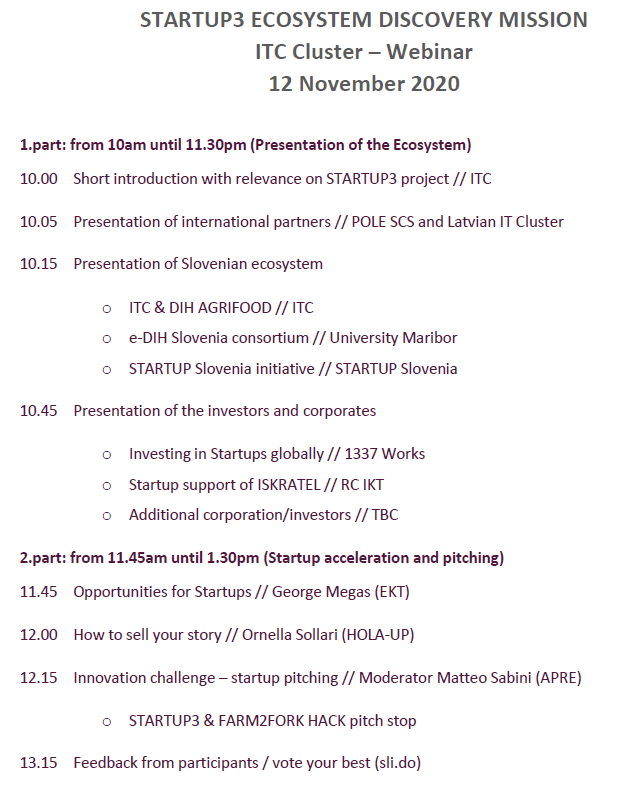 STARTUP3 ECOSYSTEM DISCOVERY MISSION
ITC Cluster – Webinar
12 November 2020
1.part: from 10am until 11.30pm (Presentation of the Ecosystem)
10.00 Short introduction with relevance on STARTUP3 project // ITC
10.05 Presentation of international partners // POLE SCS and Latvian IT Cluster
10.15 Presentation of Slovenian ecosystem
o ITC & DIH AGRIFOOD // ITC
o e-DIH Slovenia consortium // University Maribor
o STARTUP Slovenia initiative // STARTUP Slovenia
10.45 Presentation of the investors and corporates
o Investing in Startups globally // 1337 Works
o Startup support of ISKRATEL // RC IKT
o Additional corporation/investors // TBC
2.part: from 11.45am until 1.30pm (Startup acceleration and pitching)
11.45 Opportunities for Startups // George Megas (EKT)
12.00 How to sell your story // Ornella Sollari (HOLA-UP)
12.15 Innovation challenge – startup pitching // Moderator Matteo Sabini (APRE)
o STARTUP3 & FARM2FORK HACK pitch stop
13.15 Feedback from participants / vote your best (sli.do)